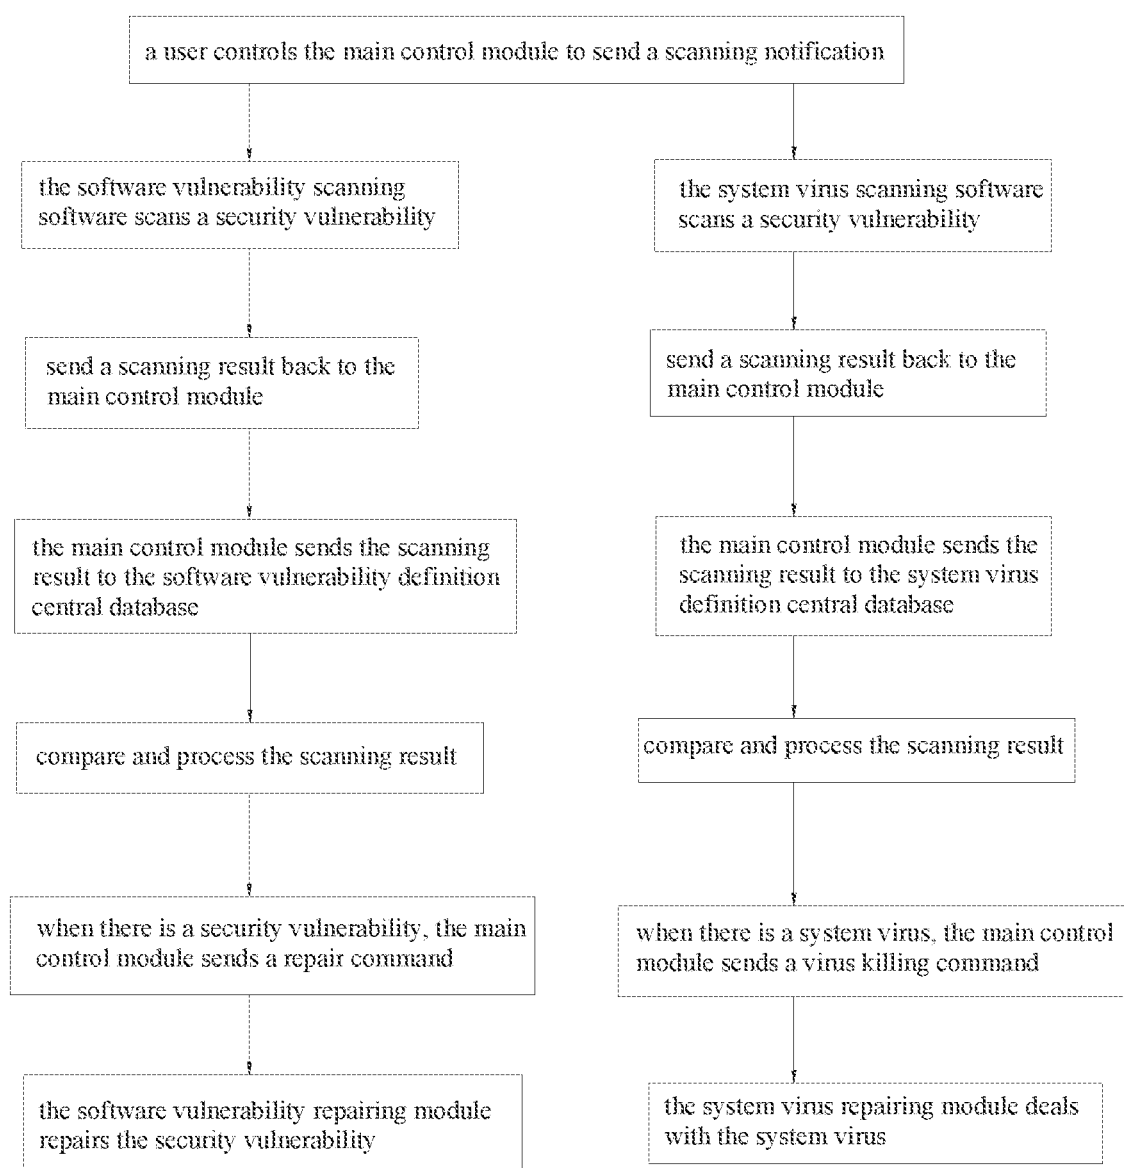 a user controls the main control module to send a scanning notification
the software vulnerability scanning
software scans a security vulnerability
send a scanning result back to the
main control module
the main control module sends the scanning
result to the software vulnerability definition
central database
compare and process the scanning result
when there is a security vulnerability, the main
control module sends a repair command
the software vulnerability repairing module
repairs the security vulnerability
the system virus scanning software
scans a security vulnerability
send a scanning result back to the
main control module
the main control module sends the
scanning result to the system virus
definition central database
compare and process the scanning result
when there is a system virus, the main control
module sends a virus killing command
the system virus repairing module deals
with the system virus